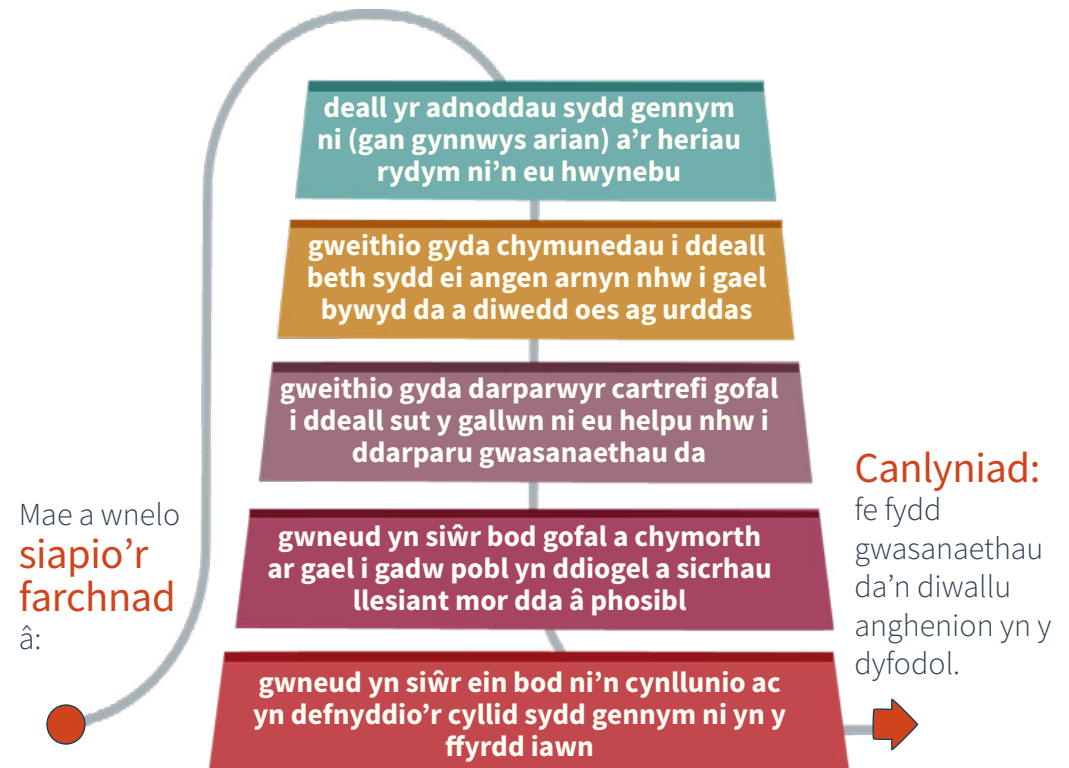 Mae a wnelo
siapio'r
farchnad
â:
deall yr adnoddau sydd gennym
ni (gan gynnwys arian) a'r heriau
rydym ni'n eu hwynebu
gweithio gyda chymunedau i ddeall
beth sydd ei angen arnyn nhw i gael
bywyd da a diwedd oes ag urddas
gweithio gyda darparwyr cartrefi gofal
i ddeall sut y gallwn ni eu helpu nhw i
ddarparu gwasanaethau da
gwneud yn siŵr bod gofal a chymorth
ar gael i gadw pobl yn ddiogel a sicrhau
llesiant mor dda â phosibl
gwneud yn siŵr ein bod ni'n cynllunio ac
yn defnyddio'r cyllid sydd gennym ni yn y
ffyrdd iawn
Canlyniad:
fe fydd
gwasanaethau
da'n diwallu
anghenion yn y
dyfodol.